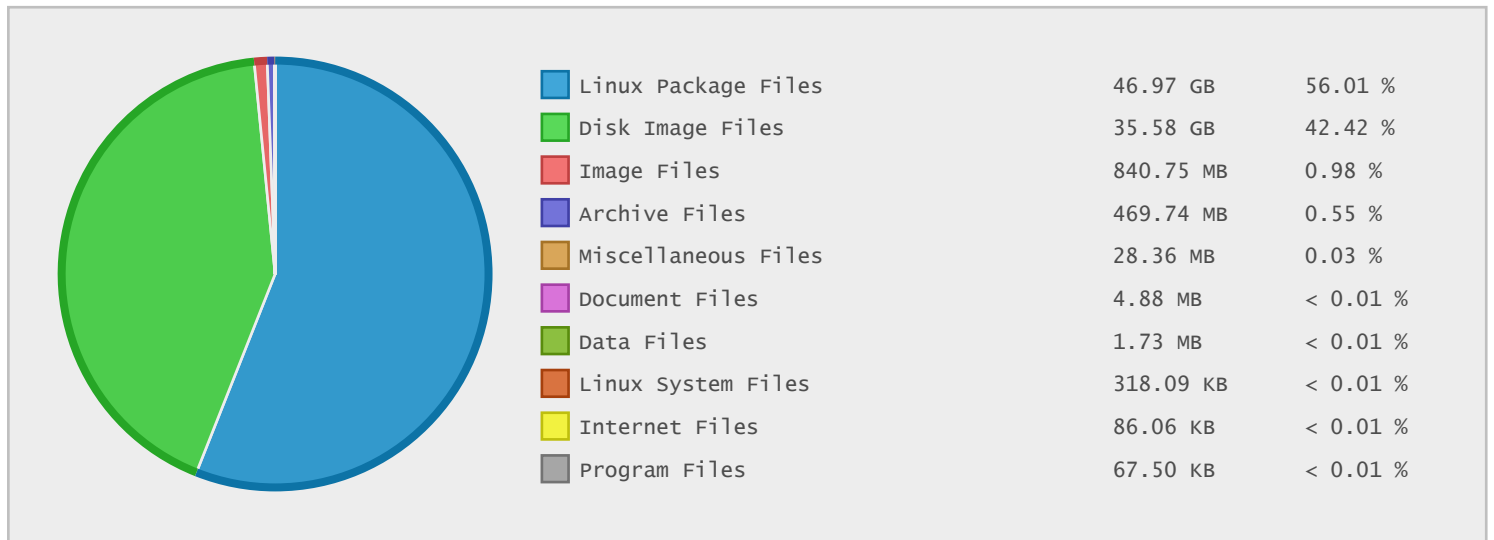 Linux Package Files 46.97 GB 56.01 %
Disk Image Files 35.58 GB 42.42 %
Image Files 840.75 MB 0.98 %
Archive Files 469.74 MB 0.55 %
Miscellaneous Files 28.36 MB 0.03 %
Document Files 4.88 MB < 0.01 %
Data Files 1.73 MB < 0.01 %
Linux System Files 318.09 KB < 0.01 %
Internet Files 86.06 KB < 0.01 %
Program Files 67.50 KB < 0.01 %